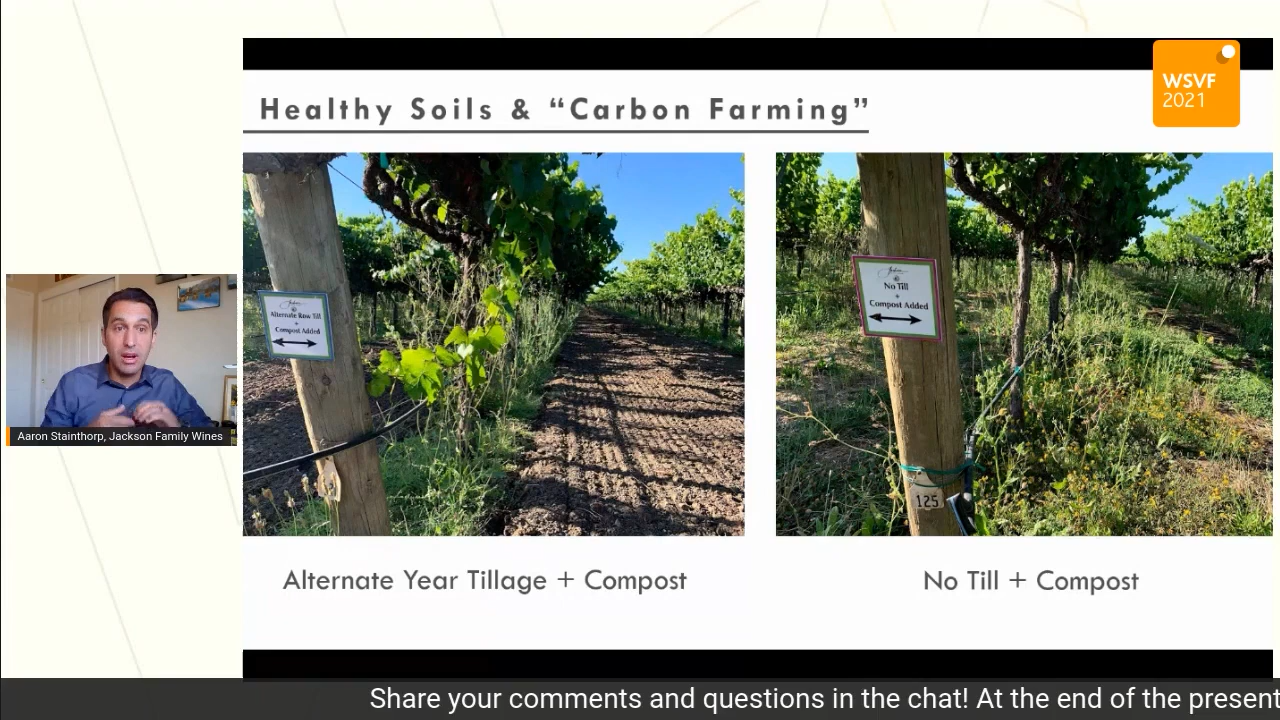 Healthy Soils & “Carbon Farming”
WSVF
2021
Alternate Row Till
+
Compost Added
No Till
+
Compost Added
125
Aaron Stainthorp, Jackson Family Wines
Alternate Year Tillage + Compost
No Till + Compost
Share your comments and questions in the chat! At the end of the present